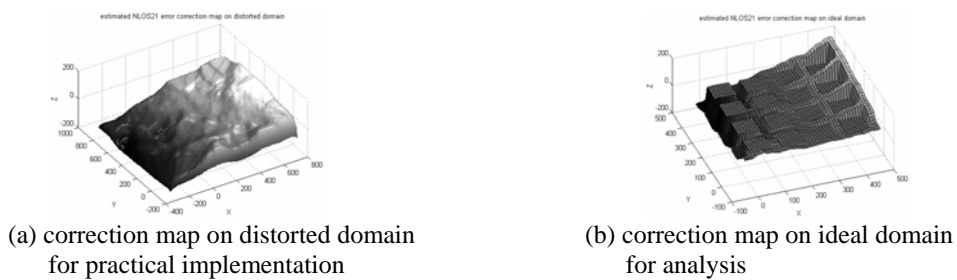 estimated NLOS21 error correction map on distorted domain
200
0
-200
Z
1000
800
600
400
200
0
-200
Y
-400
-200
0
200
400
600
800
X
(a) correction map on distorted domain
for practical implementation
estimated NLOS21 error correction map on ideal domain
200
0
-200
Z
500
400
300
200
100
0
-100
Y
-100
0
100
200
300
400
500
X
(b) correction map on ideal domain
for analysis